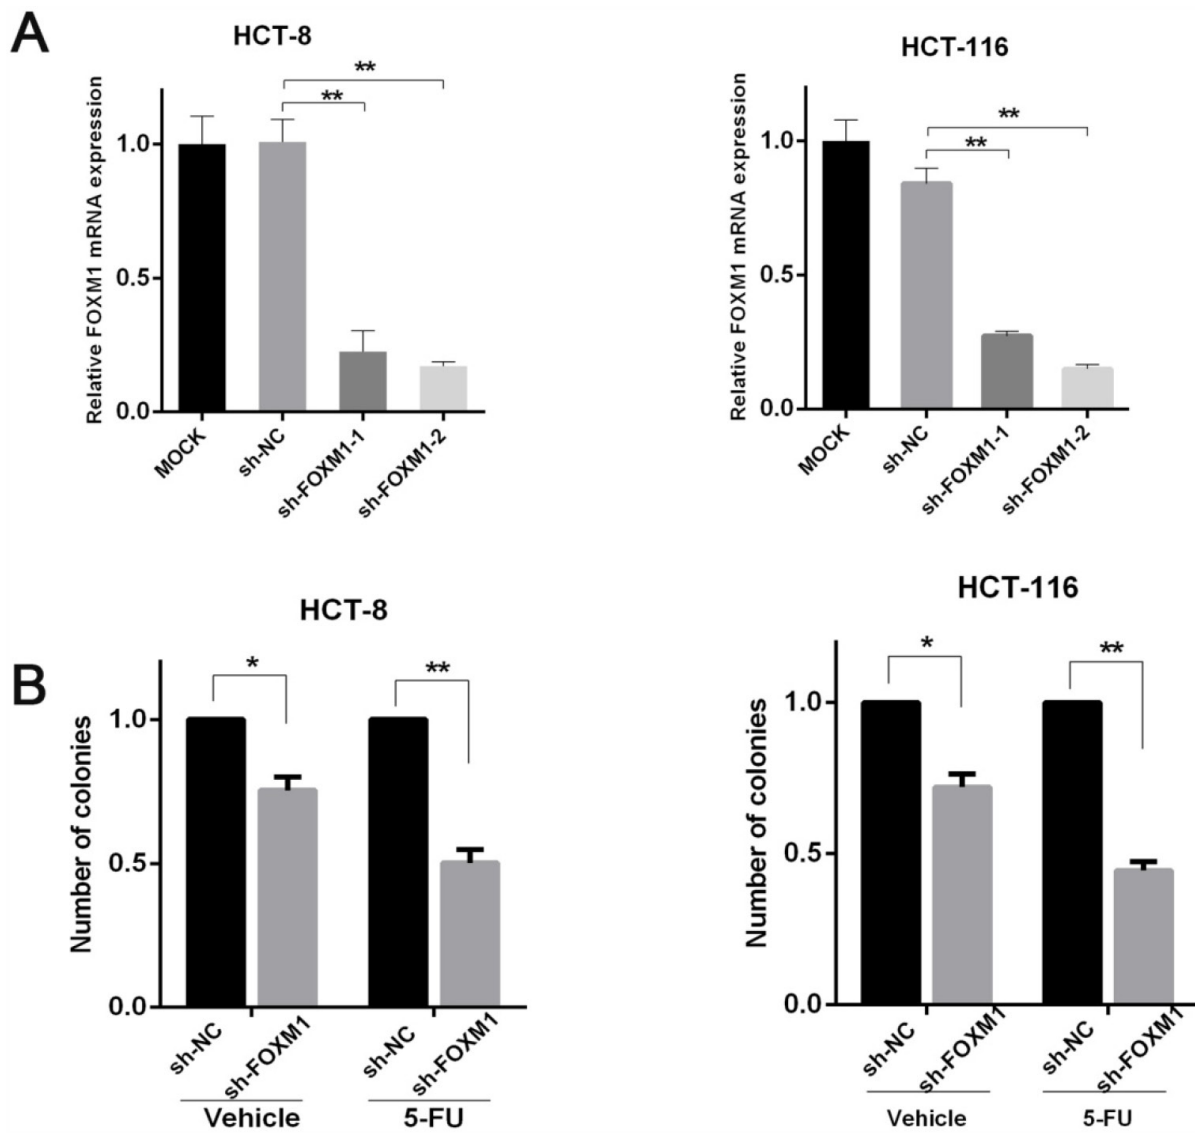 A
HCT-8
**
**
Relative FOXM1 mRNA expression
1.0
0.5
0.0
MOCK
sh-NC
sh-FOXM1-1
sh-FOXM1-2
HCT-116
**
**
Relative FOXM1 mRNA expression
1.0
0.5
0.0
MOCK
sh-NC
sh-FOXM1-1
sh-FOXM1-2
B
HCT-8
*
**
Number of colonies
1.0
0.5
0.0
sh-NC
sh-FOXM1
sh-NC
sh-FOXM1
Vehicle
5-FU
HCT-116
*
**
Number of colonies
1.0
0.5
0.0
sh-NC
sh-FOXM1
sh-NC
sh-FOXM1
Vehicle
5-FU